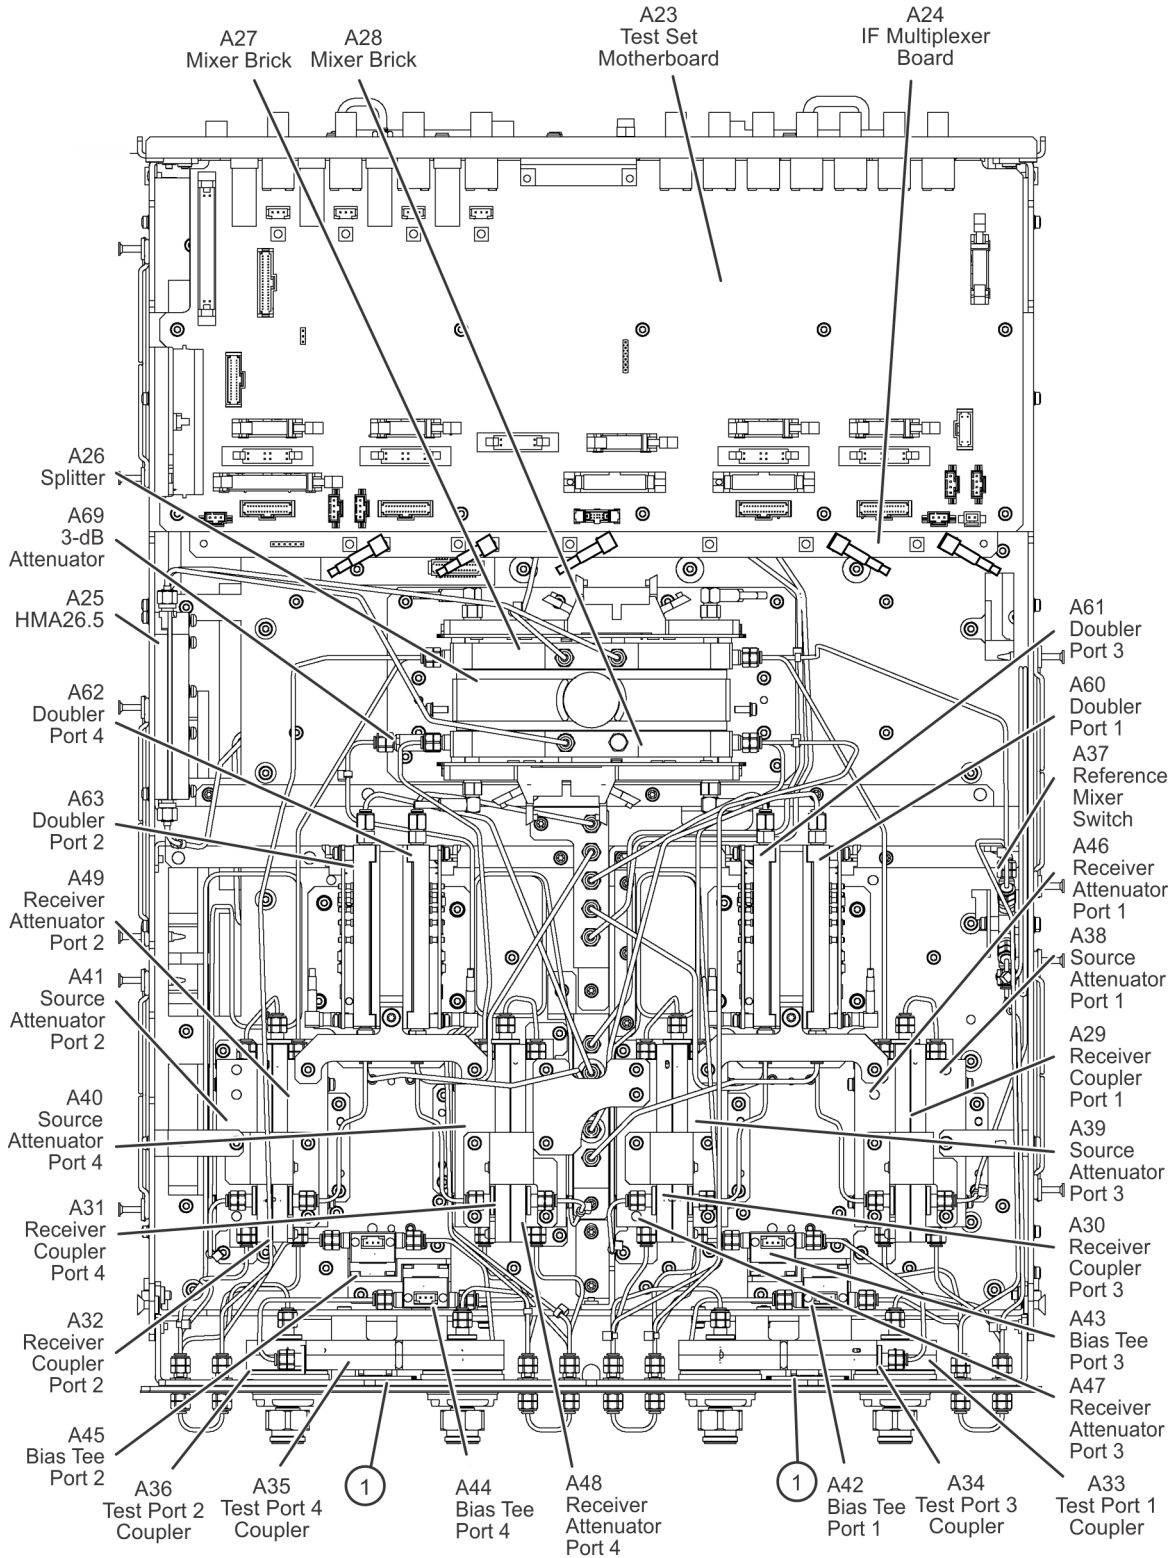 A27
Mixer Brick
A28
Mixer Brick
A23
Test Set
Motherboard
A24
IF Multiplexer
Board
A26
Splitter
A69
3-dB
Attenuator
A25
HMA26.5
A62
Doubler
Port 4
A63
Doubler
Port 2
A49
Receiver
Attenuator
Port 2
A41
Source
Attenuator
Port 2
A40
Source
Attenuator
Port 4
A31
Receiver
Coupler
Port 4
A32
Receiver
Coupler
Port 2
A45
Bias Tee
Port 2
A61
Doubler
Port 3
A60
Doubler
Port 1
A37
Reference
Mixer
Switch
A46
Receiver
Attenuator
Port 1
A38
Source
Attenuator
Port 1
A29
Receiver
Coupler
Port 1
A39
Source
Attenuator
Port 3
A30
Receiver
Coupler
Port 3
A43
Bias Tee
Port 3
A47
Receiver
Attenuator
Port 3
A36
Test Port 2
Coupler
A35
Test Port 4
Coupler
1
A44
Bias Tee
Port 4
A48
Receiver
Attenuator
Port 4
1
A42
Bias Tee
Port 1
A34
Test Port 3
Coupler
A33
Test Port 1
Coupler